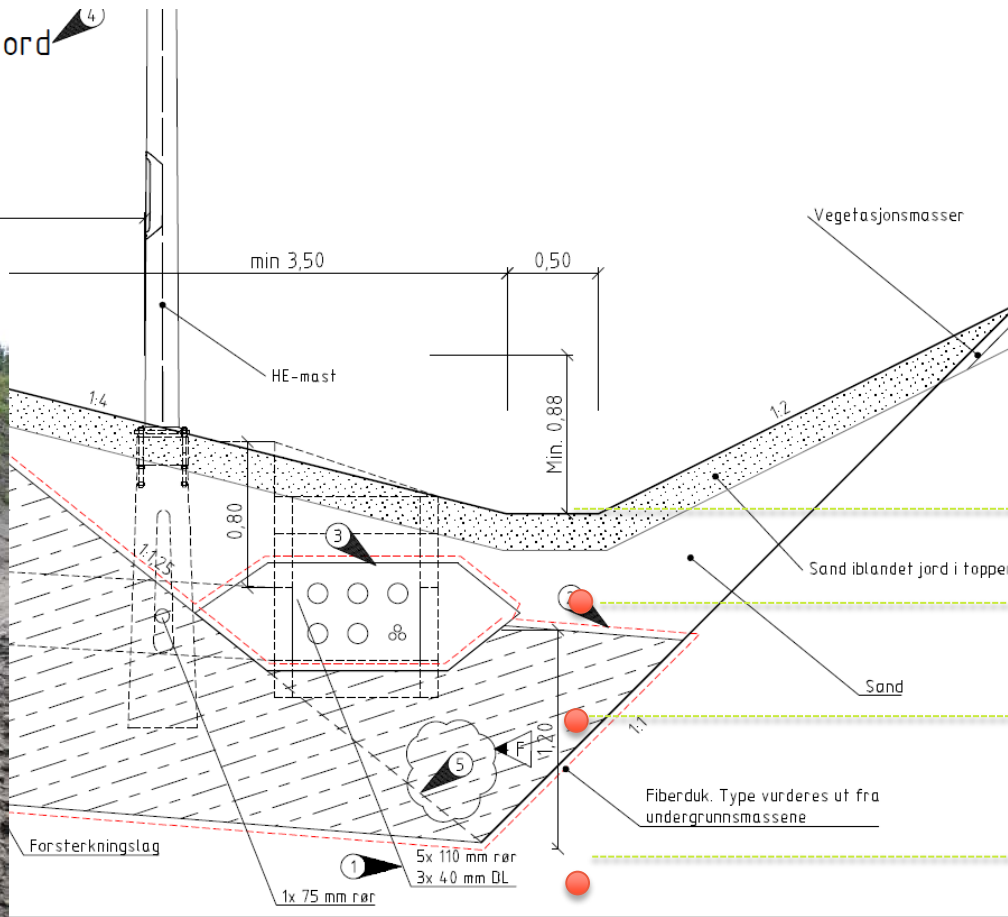 4
ord
Vegetasjonsmasser
min 3,50
0,50
HE-mast
1:4
Min. 0,88
1:2
0,80
3
1:1.25
Sand iblandet jord i toppen
2
Sand
1,20
1:1
F
5
Fiberduk. Type vurderes ut fra
undergrunnsmassene
Forsterkningslag
1
5x 110 mm rør
3x 40 mm DL
1x 75 mm rør